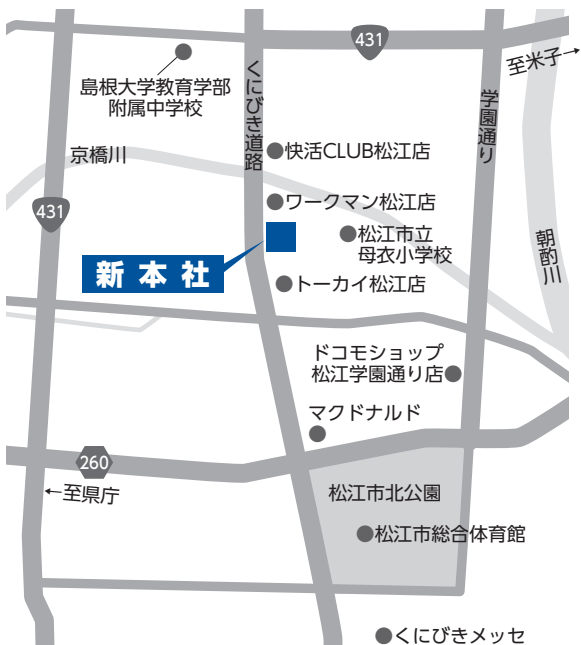 431
至米子→
島根大学教育学部
附属中学校
くにびき道路
学園通り
京橋川
快活CLUB松江店
ワークマン松江店
431
松江市立
母衣小学校
朝酌川
新本社
トーカイ松江店
ドコモショップ
松江学園通り店
マクドナルド
260
←至県庁
松江市北公園
松江市総合体育館
くにびきメッセ